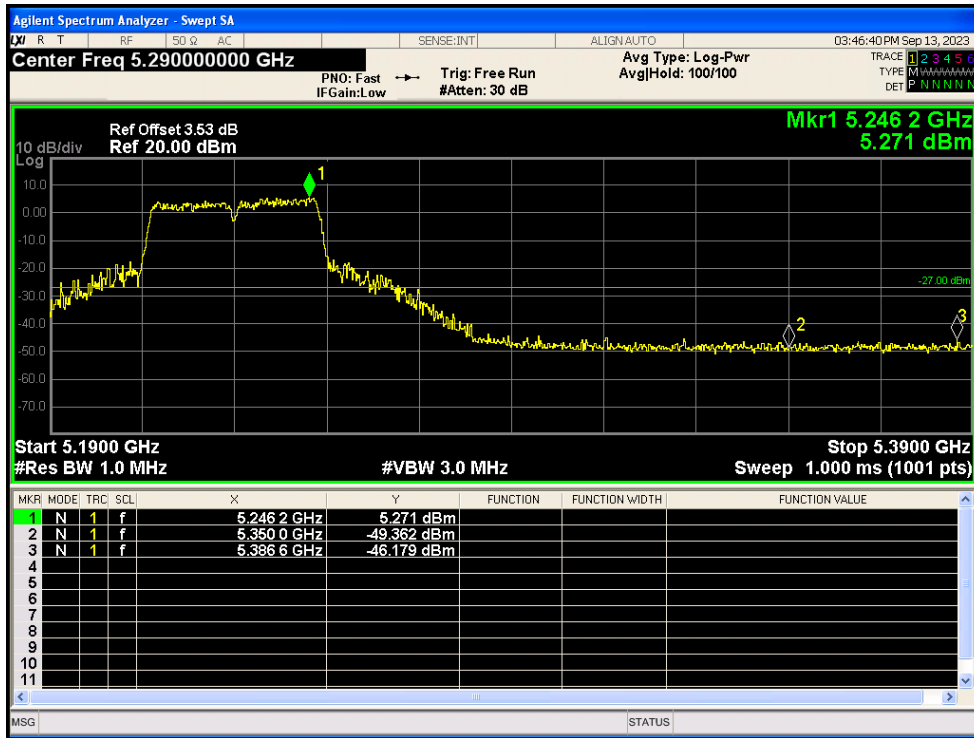 Agilent Spectrum Analyzer - Swept SA
LXI R T RF 50 Ω AC SENSE:INT ALIGN AUTO 03:46:40 PM Sep 13, 2023
Center Freq 5.290000000 GHz
PNO: Fast
IFGain:Low
Trig: Free Run
#Atten: 30 dB
Avg Type: Log-Pwr
Avg|Hold: 100/100
TRACE 1 2 3 4 5 6
TYPE M
DET P N N N N N
Mkr1 5.246 2 GHz
5.271 dBm
Ref Offset 3.53 dB
10 dB/div Ref 20.00 dBm
Log
10.0
0.00
-10.0
-20.0
-30.0
-40.0
-50.0
-60.0
-70.0
1
-27.00 dBm
2
3
Start 5.1900 GHz Stop 5.3900 GHz
#Res BW 1.0 MHz #VBW 3.0 MHz Sweep 1.000 ms (1001 pts)
MKR MODE TRC SCL X Y FUNCTION FUNCTION WIDTH FUNCTION VALUE
1 N 1 f 5.246 2 GHz 5.271 dBm
2 N 1 f 5.350 0 GHz -49.362 dBm
3 N 1 f 5.386 6 GHz -46.179 dBm
4
5
6
7
8
9
10
11
MSG STATUS